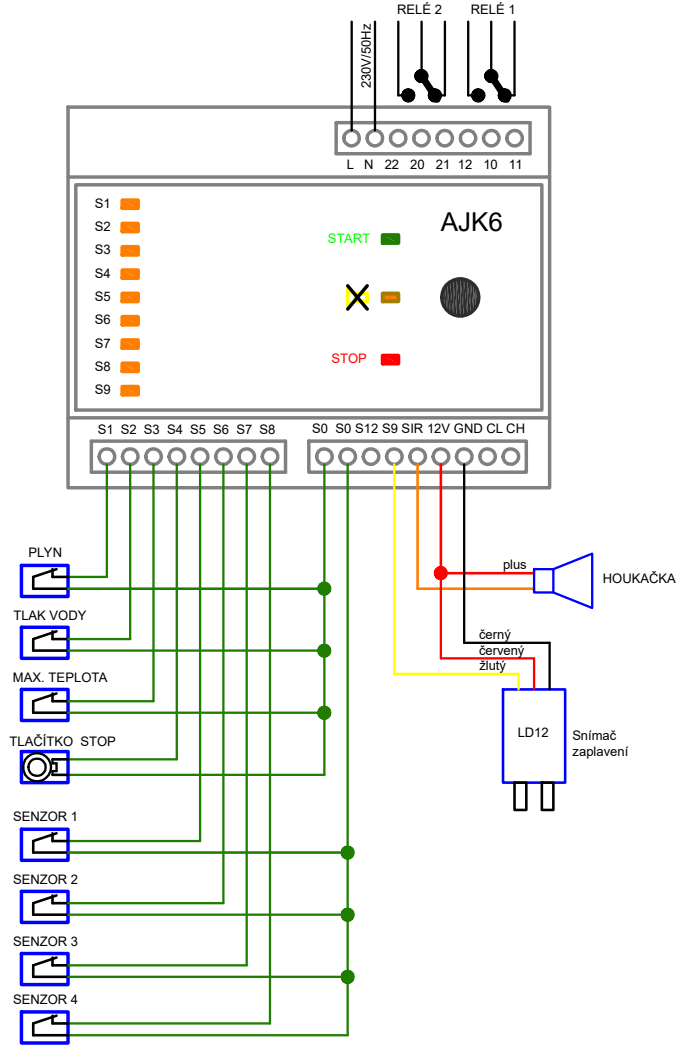 RELÉ 2 RELÉ 1
230V/50Hz
L N 22 20 21 12 10 11
S1
S2
S3
S4
S5
S6
S7
S8
S9
START
STOP
AJK6
S1 S2 S3 S4 S5 S6 S7 S8
S0 S0 S12 S9 SIR 12V GND CL CH
PLYN
TLAK VODY
MAX. TEPLOTA
TLAČÍTKO STOP
SENZOR 1
SENZOR 2
SENZOR 3
SENZOR 4
plus
HOUKAČKA
černý
červený
žlutý
LD12
Snímač
zaplavení